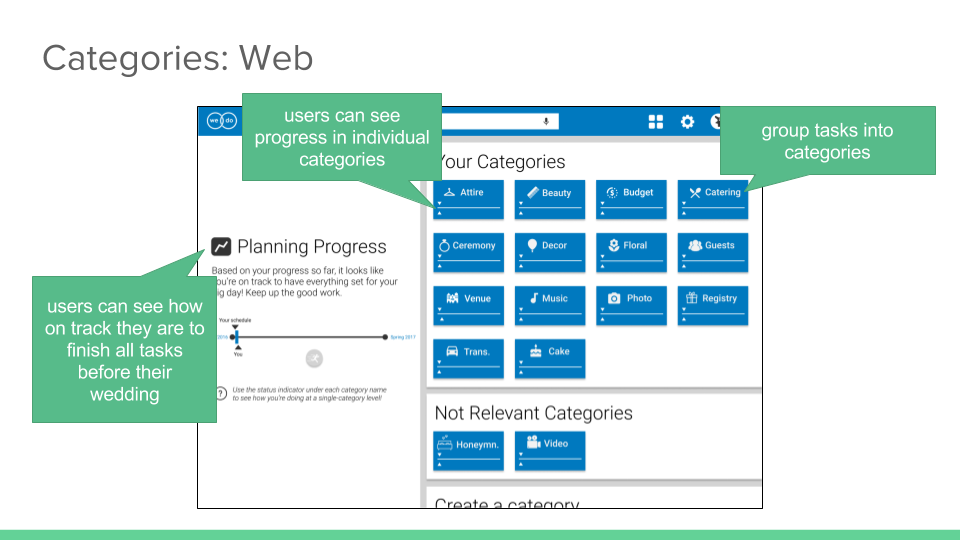 Categories: Web
users can see
progress in individual
categories
group tasks into
categories
we do
Your Categories
Attire
Beauty
Budget
Catering
Ceremony
Decor
Floral
Guests
Venue
Music
Photo
Registry
Trans.
Cake
Planning Progress
Based on your progress so far, it looks like
you're on track to have everything set for your
big day! Keep up the good work.
users can see how
on track they are to
finish all tasks
before their
wedding
Your schedule
Spring 2017
You
Use the status indicator under each category name
to see how you're doing at a single-category level!
Not Relevant Categories
Honeymn.
Video
Create a category